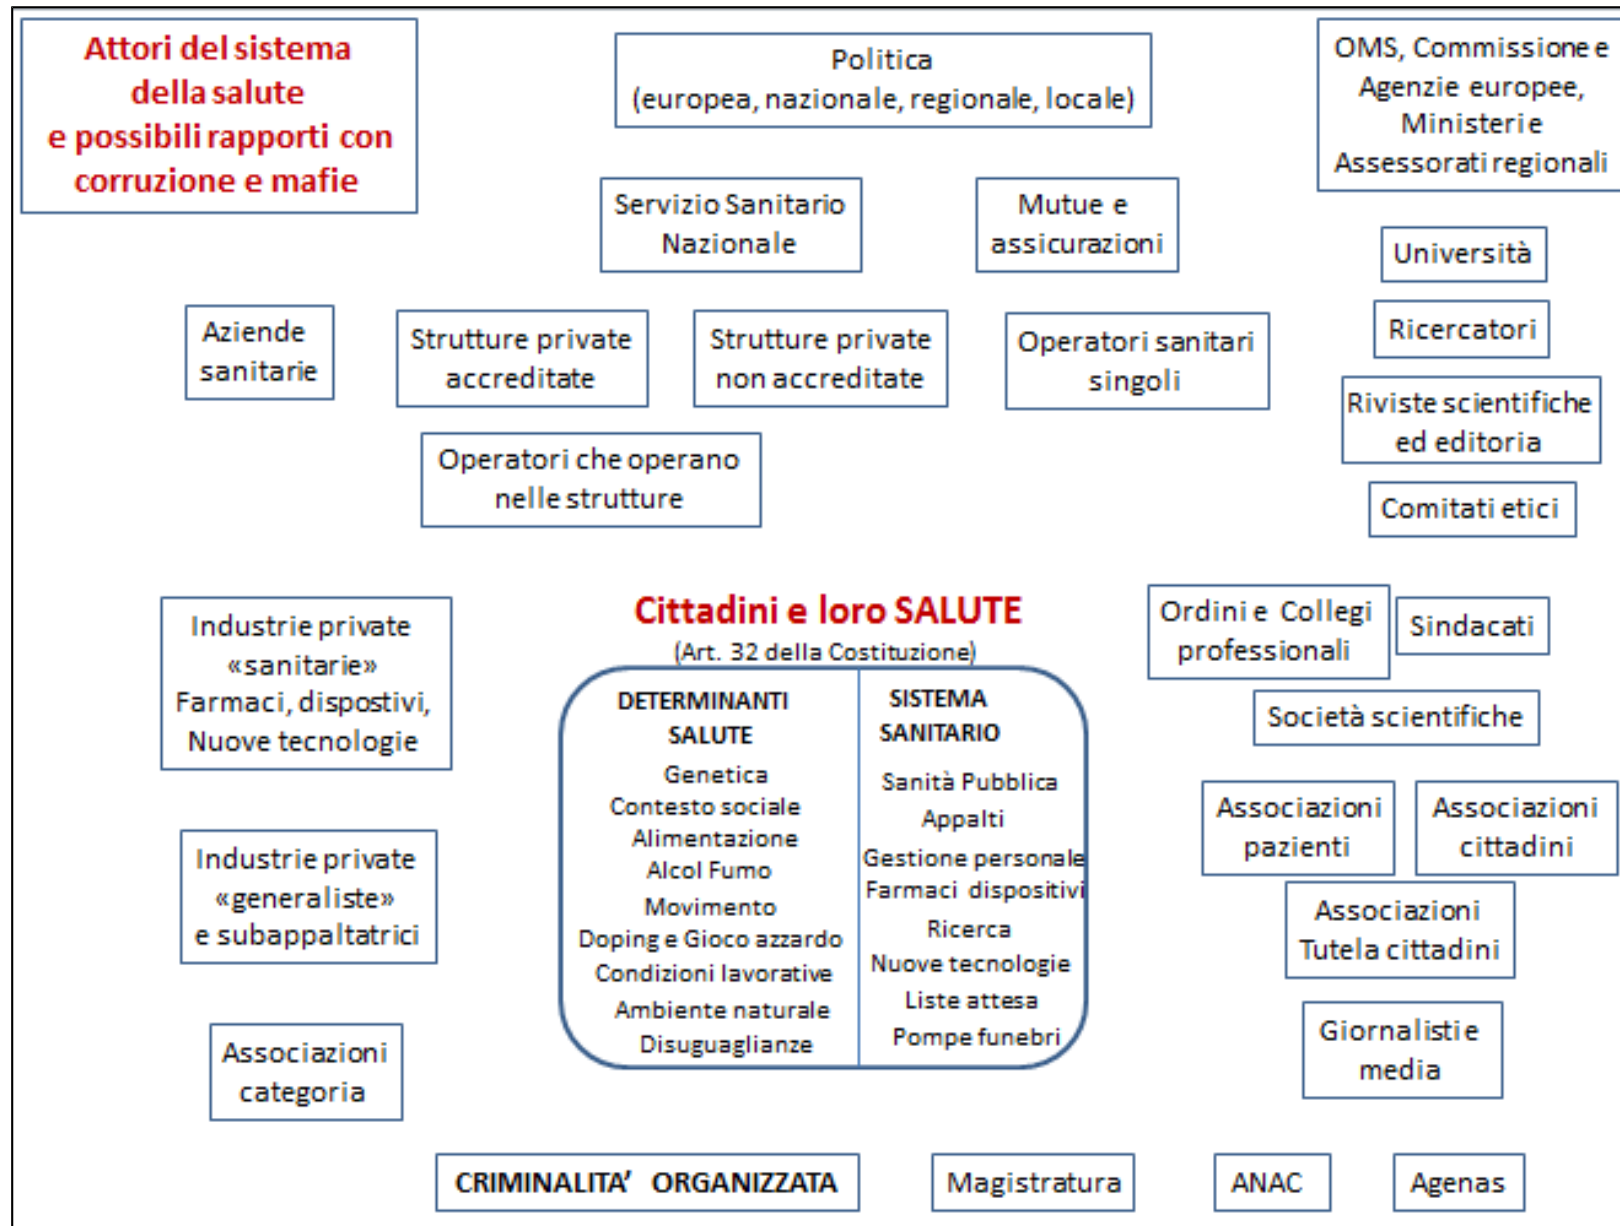 Attori del sistema
della salute
e possibili rapporti con
corruzione e mafie
Politica
(europea, nazionale, regionale, locale)
OMS, Commissione e
Agenzie europee,
Ministeri e
Assessorati regionali
Servizio Sanitario
Nazionale
Mutue e
assicurazioni
Università
Aziende
sanitarie
Strutture private
accreditate
Strutture private
non accreditate
Operatori sanitari
singoli
Ricercatori
Riviste scientifiche
ed editoria
Operatori che operano
nelle strutture
Comitati etici
Industrie private
«sanitarie»
Farmaci, dispostivi,
Nuove tecnologie
Cittadini e loro SALUTE
(Art. 32 della Costituzione)
Ordini e Collegi
professionali
Sindacati
Società scientifiche
DETERMINANTI
SALUTE
Genetica
Contesto sociale
Alimentazione
Alcol Fumo
Movimento
Doping e Gioco azzardo
Condizioni lavorative
Ambiente naturale
Disuguaglianze
SISTEMA
SANITARIO
Sanità Pubblica
Appalti
Gestione personale
Farmaci dispositivi
Ricerca
Nuove tecnologie
Liste attesa
Pompe funebri
Industrie private
«generaliste»
e subappaltatrici
Associazioni
pazienti
Associazioni
cittadini
Associazioni
Tutela cittadini
Associazioni
categoria
Giornalisti e
media
CRIMINALITA' ORGANIZZATA
Magistratura
ANAC
Agenas